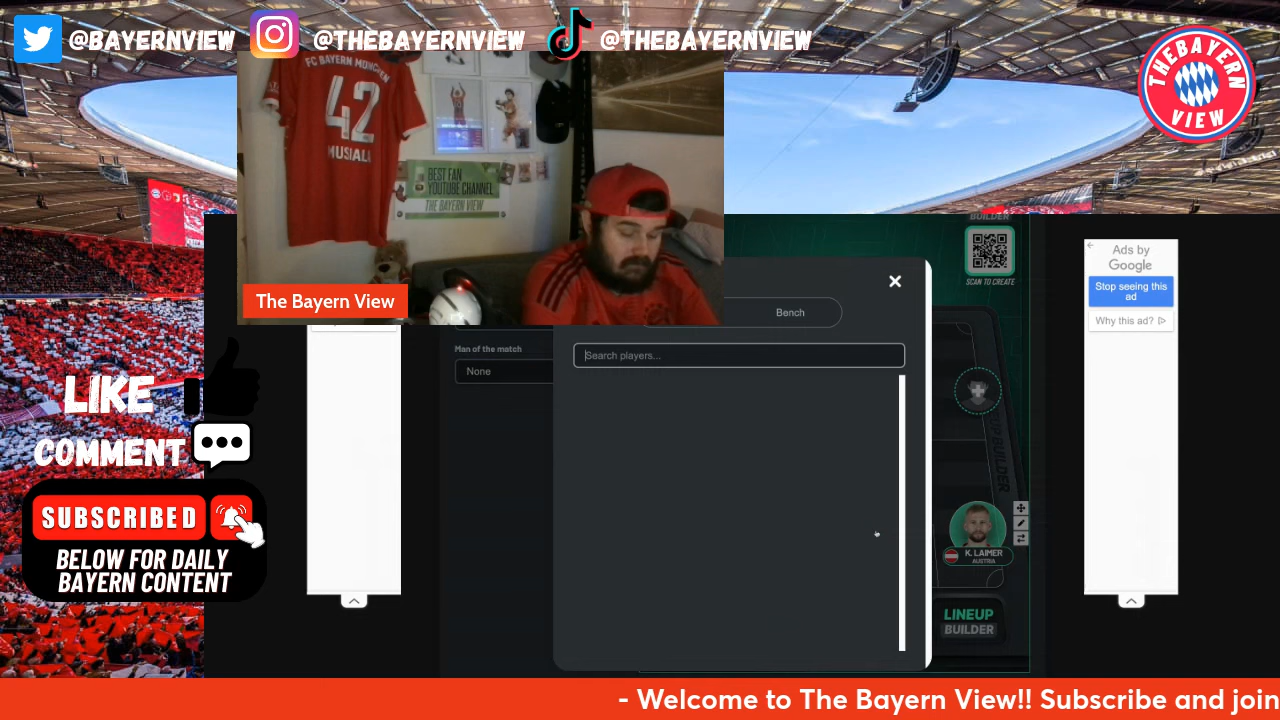 @BAYERNVIEW
@THEBAYERNVIEW
@THEBAYERNVIEW
THEBAYERN
VIEW
FC BAYERN MÜNCHEN
42
MUSIALA
BEST FAN
YOUTUBE CHANNEL
THE BAYERN VIEW
The Bayern View
BUILDER
SCAN TO CREATE
Ads by
Google
Stop seeing this
ad
Why this ad?
Bench
Search players...
Man of the match
None
LIKE
COMMENT
SUBSCRIBED
BELOW FOR DAILY
BAYERN CONTENT
K. LAIMER
AUSTRIA
LINEUP
BUILDER
- Welcome to The Bayern View!! Subscribe and join